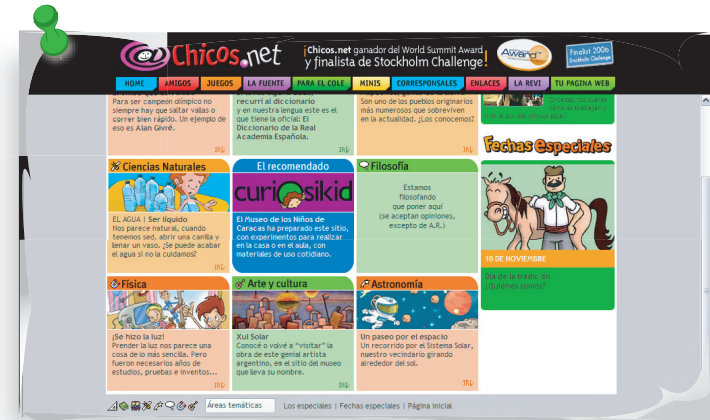 Chicos.net
¡Chicos.net ganador del World Summit Award
y finalista de Stockholm Challenge!
Award
Finalist 2006
Stockholm Challenge
HOME AMIGOS JUEGOS LA FUENTE PARA EL COLE MINIS CORRESPONSALES ENLACES LA REVI TU PAGINA WEB
Para ser campeón olímpico no
siempre hay que saltar vallas o
correr bien rápido. Un ejemplo de
eso es Alan Givré.
IR
recurrí al diccionario
y en nuestra lengua este es el
que tiene la oficial: El
Diccionario de la Real
Academia Española.
IR
Son uno de los pueblos originarios
más numerosos que sobreviven
en la actualidad. ¿Los conocemos?
IR
Fechas especiales
Ciencias Naturales
EL AGUA | Ser líquido
Nos parece natural, cuando
tenemos sed, abrir una canilla y
llenar un vaso. ¿Se puede acabar
el agua si no la cuidamos?
IR
El recomendado
curiosikid
El Museo de los Niños de
Caracas ha preparado este sitio,
con experimentos para realizar
en la casa o en el aula, con
materiales de uso cotidiano.
Filosofía
Estamos
filosofando
que poner aquí
(se aceptan opiniones,
excepto de A.R.)
10 DE NOVIEMBRE
Día de la tradición
¿Quiénes somos?
Física
¡Se hizo la luz!
Prender la luz nos parece una
cosa de lo más sencilla. Pero
fueron necesarios años de
estudios, pruebas e inventos...
IR
Arte y cultura
Xul Solar
Conocé o volvé a "visitar" la
obra de este genial artista
argentino, en el sitio del museo
que lleva su nombre.
IR
Astronomía
Un paseo por el espacio
Un recorrido por el Sistema Solar,
nuestro vecindario girando
alrededor del sol.
IR
Áreas temáticas Los especiales | Fechas especiales | Página inicial